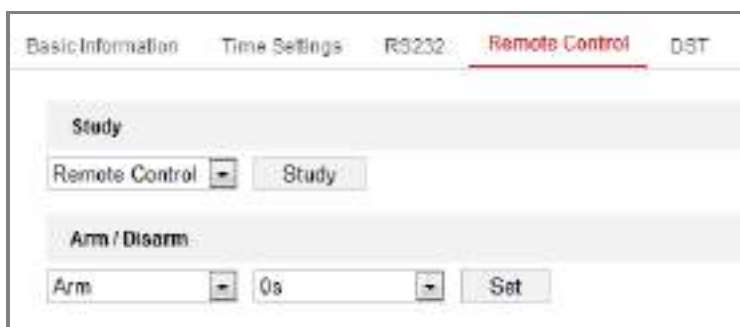 Basic Information Time Settings RS232 Remote Control DST
Study
Remote Control Study
Arm / Disarm
Arm 0s Set